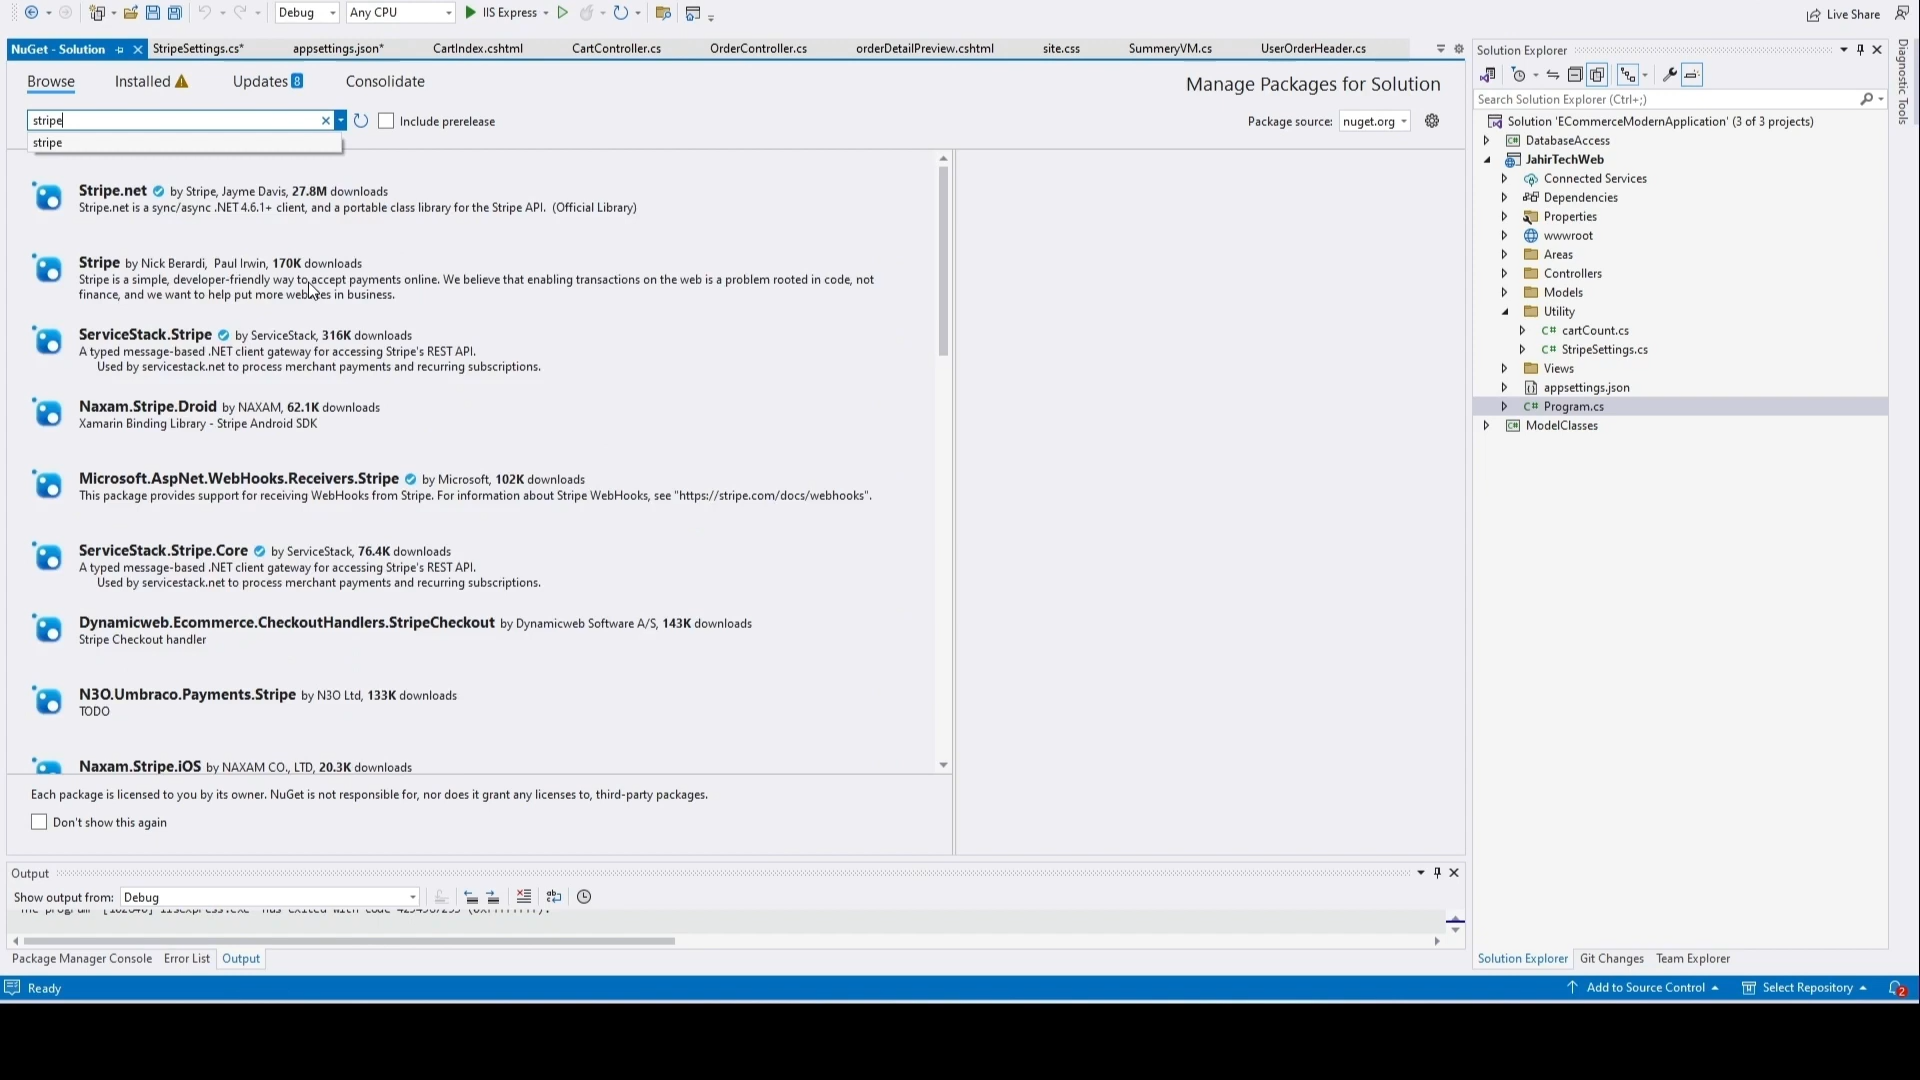 Debug
Any CPU
IIS Express
Live Share
NuGet - Solution
StripeSettings.cs*
appsettings.json*
CartIndex.cshtml
CartController.cs
OrderController.cs
orderDetailPreview.cshtml
site.css
SummeryVM.cs
UserOrderHeader.cs
Browse
Installed
Updates 8
Consolidate
Manage Packages for Solution
stripe
Include prerelease
Package source: nuget.org
stripe
Stripe.net by Stripe, Jayme Davis, 27.8M downloads
Stripe.net is a sync/async .NET 4.6.1+ client, and a portable class library for the Stripe API. (Official Library)
Stripe by Nick Berardi, Paul Irwin, 170K downloads
Stripe is a simple, developer-friendly way to accept payments online. We believe that enabling transactions on the web is a problem rooted in code, not
finance, and we want to help put more websites in business.
ServiceStack.Stripe by ServiceStack, 316K downloads
A typed message-based .NET client gateway for accessing Stripe's REST API.
Used by servicestack.net to process merchant payments and recurring subscriptions.
Naxam.Stripe.Droid by NAXAM, 62.1K downloads
Xamarin Binding Library - Stripe Android SDK
Microsoft.AspNet.WebHooks.Receivers.Stripe by Microsoft, 102K downloads
This package provides support for receiving WebHooks from Stripe. For information about Stripe WebHooks, see "https://stripe.com/docs/webhooks".
ServiceStack.Stripe.Core by ServiceStack, 76.4K downloads
A typed message-based .NET client gateway for accessing Stripe's REST API.
Used by servicestack.net to process merchant payments and recurring subscriptions.
Dynamicweb.Ecommerce.CheckoutHandlers.StripeCheckout by Dynamicweb Software A/S, 143K downloads
Stripe Checkout handler
N3O.Umbraco.Payments.Stripe by N3O Ltd, 133K downloads
TODO
Naxam.Stripe.iOS by NAXAM CO., LTD, 20.3K downloads
Each package is licensed to you by its owner. NuGet is not responsible for, nor does it grant any licenses to, third-party packages.
Don't show this again
Output
Show output from: Debug
Package Manager Console
Error List
Output
Ready
Solution Explorer
Search Solution Explorer (Ctrl+;)
Solution 'ECommerceModernApplication' (3 of 3 projects)
DatabaseAccess
JahirTechWeb
Connected Services
Dependencies
Properties
wwwroot
Areas
Controllers
Models
Utility
C# cartCount.cs
C# StripeSettings.cs
Views
appsettings.json
C# Program.cs
ModelClasses
Solution Explorer
Git Changes
Team Explorer
Add to Source Control
Select Repository
2
Diagnostic Tools